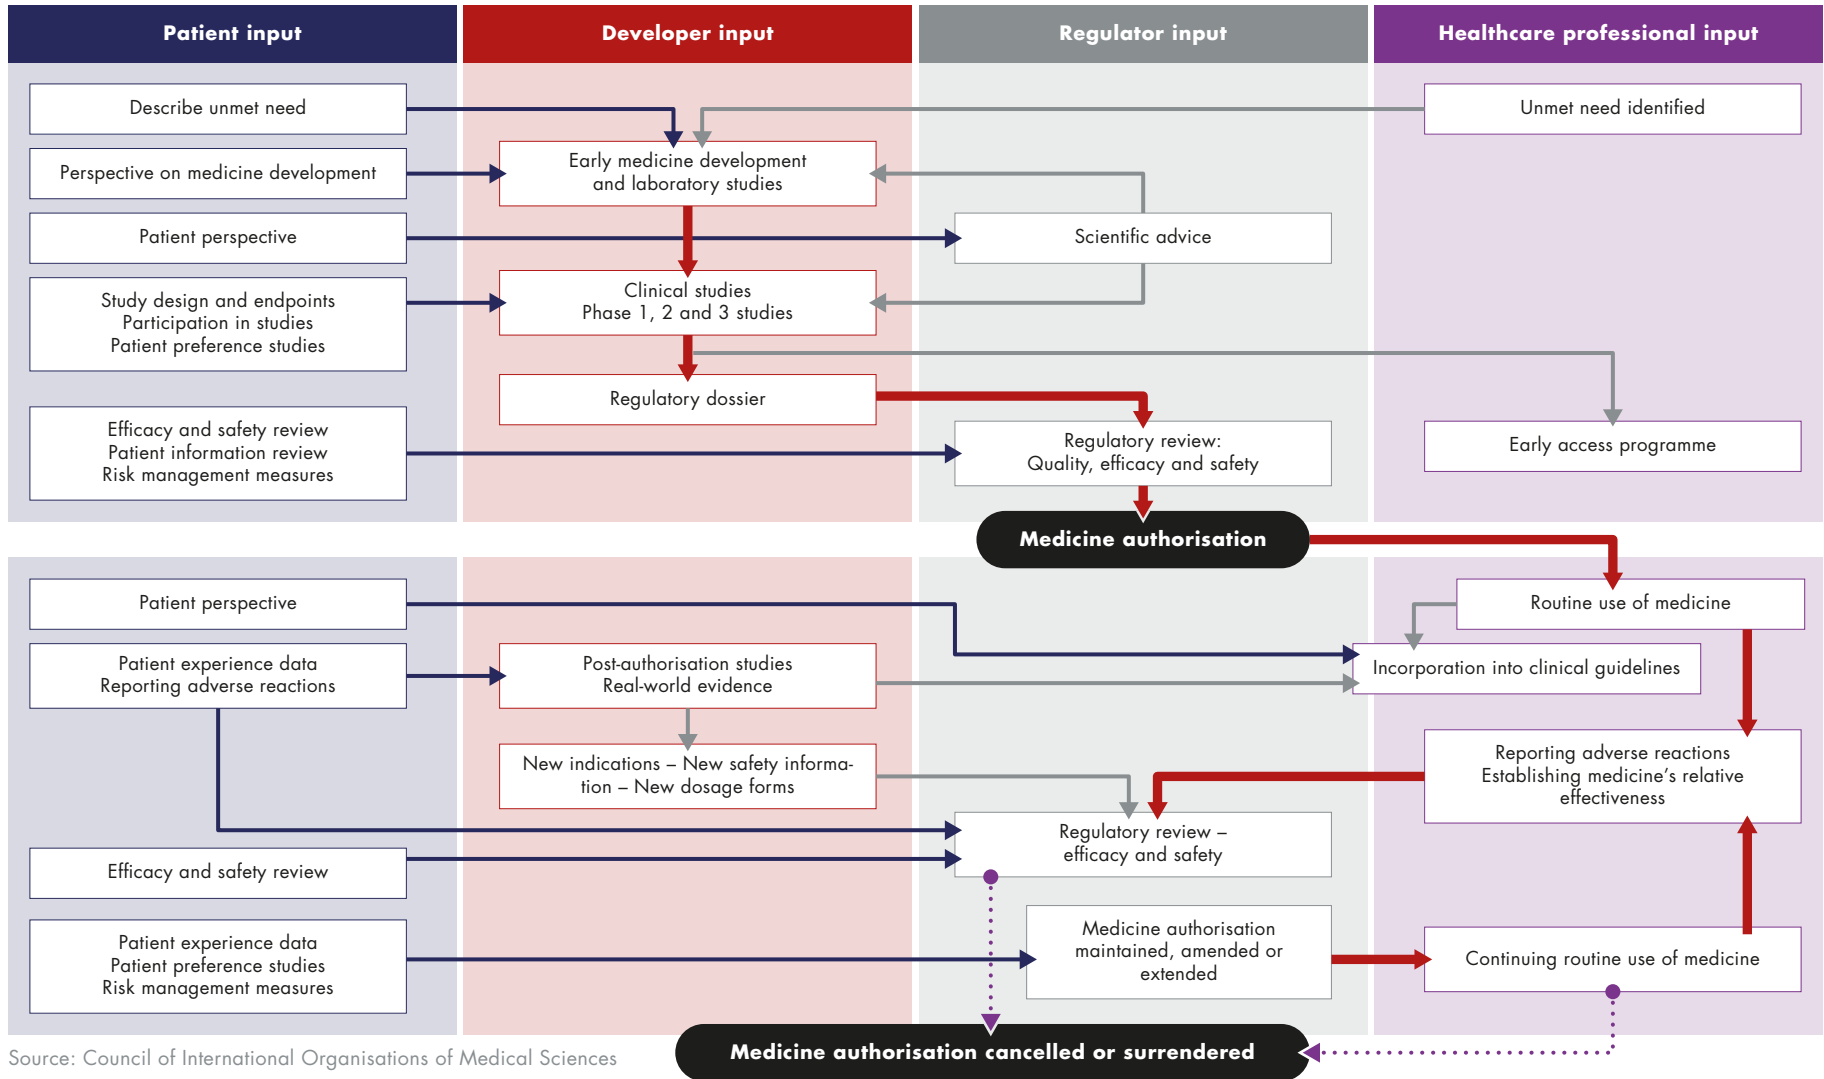 Patient input
Developer input
Regulator input
Healthcare professional input
Describe unmet need
Unmet need identified
Perspective on medicine development
Early medicine development
and laboratory studies
Patient perspective
Scientific advice
Study design and endpoints
Participation in studies
Patient preference studies
Clinical studies
Phase 1, 2 and 3 studies
Regulatory dossier
Efficacy and safety review
Patient information review
Risk management measures
Regulatory review:
Quality, efficacy and safety
Early access programme
Medicine authorisation
Patient perspective
Routine use of medicine
Patient experience data
Reporting adverse reactions
Post-authorisation studies
Real-world evidence
Incorporation into clinical guidelines
New indications – New safety informa-
tion – New dosage forms
Reporting adverse reactions
Establishing medicine's relative
effectiveness
Regulatory review –
efficacy and safety
Efficacy and safety review
Patient experience data
Patient preference studies
Risk management measures
Medicine authorisation
maintained, amended or
extended
Continuing routine use of medicine
Medicine authorisation cancelled or surrendered
Source: Council of International Organisations of Medical Sciences